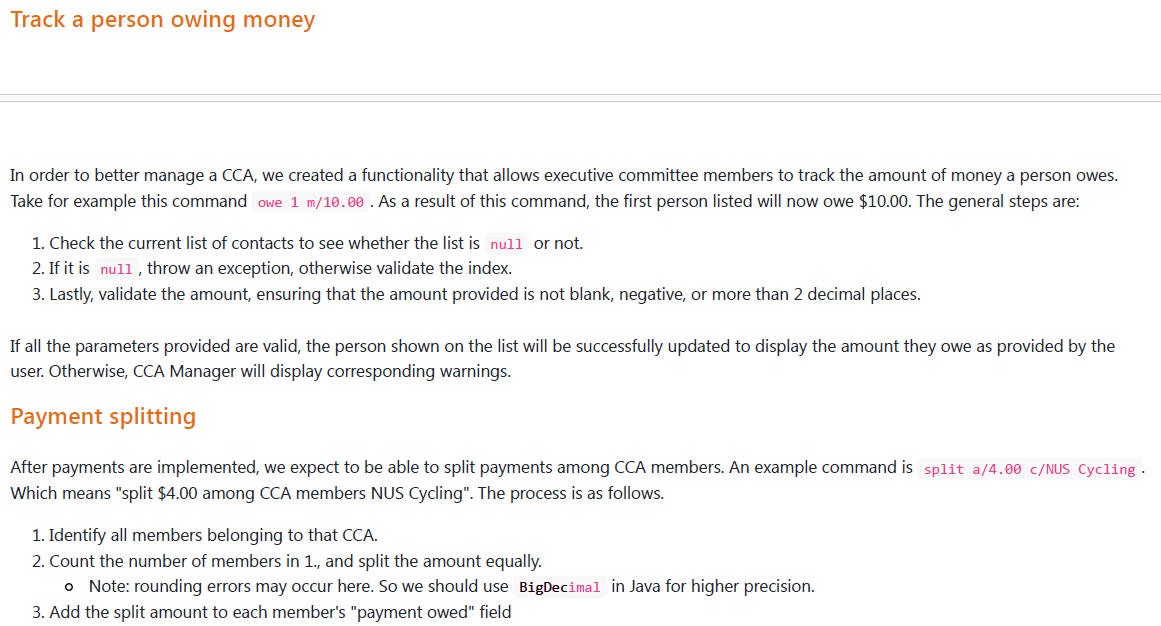 Track a person owing money
In order to better manage a CCA, we created a functionality that allows executive committee members to track the amount of money a person owes.
Take for example this command owe 1 m/10.00 . As a result of this command, the first person listed will now owe $10.00. The general steps are:
1. Check the current list of contacts to see whether the list is null or not.
2. If it is null , throw an exception, otherwise validate the index.
3. Lastly, validate the amount, ensuring that the amount provided is not blank, negative, or more than 2 decimal places.
If all the parameters provided are valid, the person shown on the list will be successfully updated to display the amount they owe as provided by the
user. Otherwise, CCA Manager will display corresponding warnings.
Payment splitting
After payments are implemented, we expect to be able to split payments among CCA members. An example command is split a/4.00 c/NUS Cycling .
Which means "split $4.00 among CCA members NUS Cycling". The process is as follows.
1. Identify all members belonging to that CCA.
2. Count the number of members in 1., and split the amount equally.
Note: rounding errors may occur here. So we should use BigDecimal in Java for higher precision.
3. Add the split amount to each member's "payment owed" field